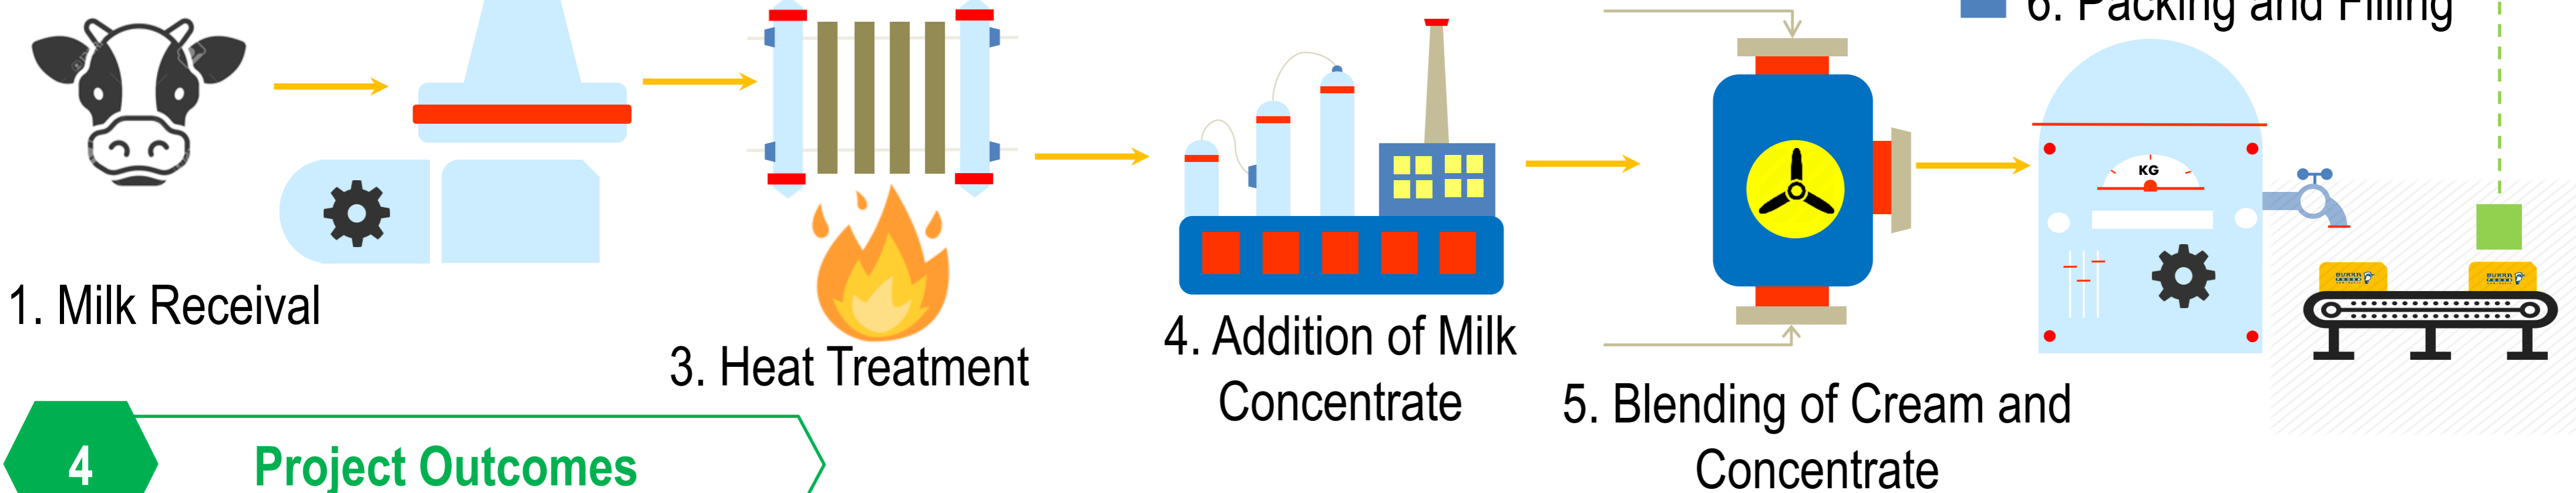 6. Packing and Filling
KG
1. Milk Receival
3. Heat Treatment
4. Addition of Milk
Concentrate
5. Blending of Cream and
Concentrate
4
Project Outcomes